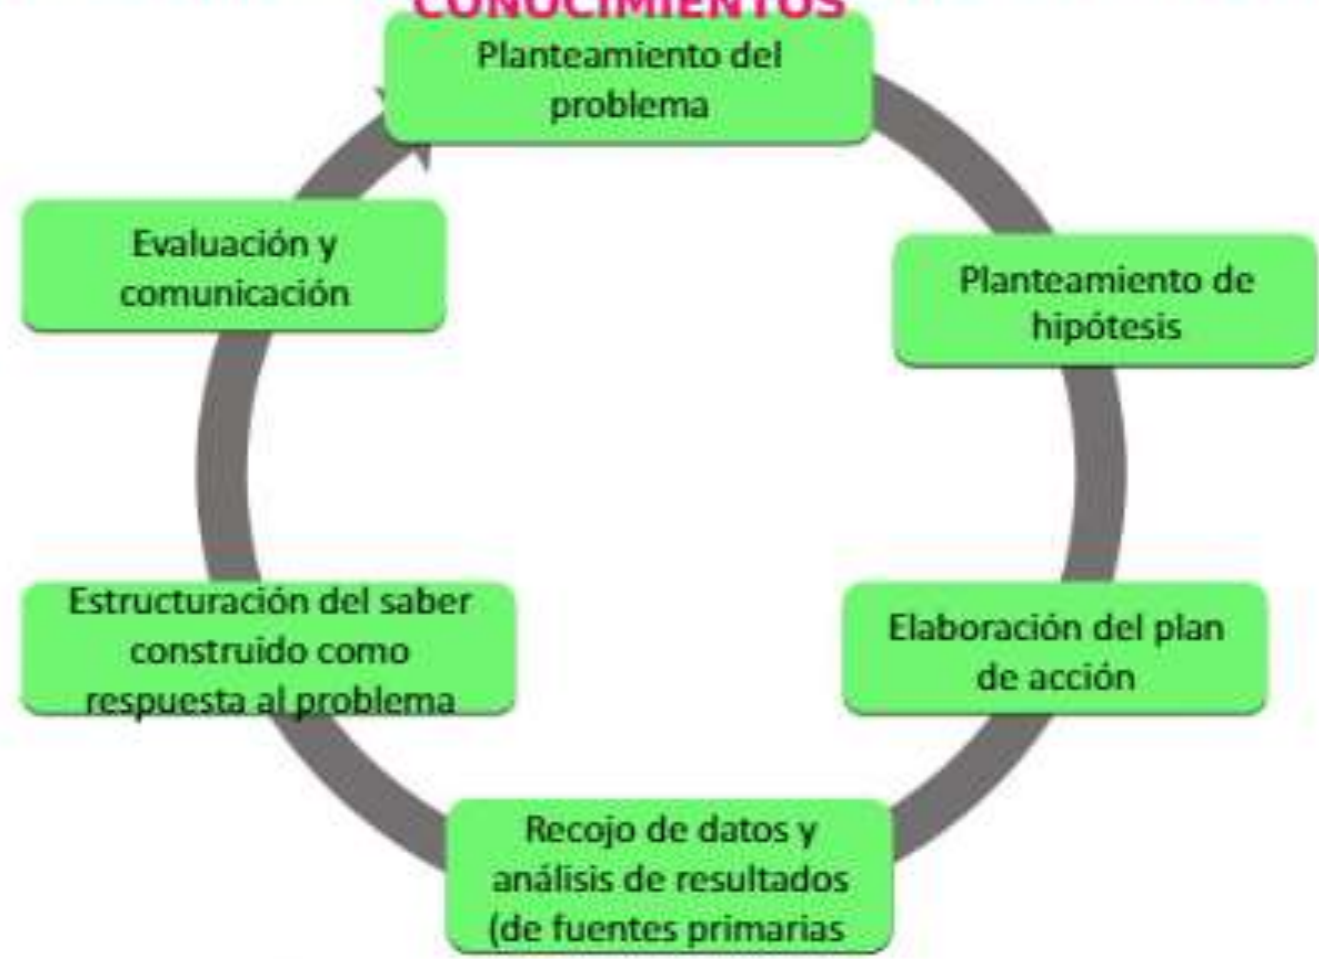 CONOCIMIENTOS
Planteamiento del
problema
Planteamiento de
hipótesis
Elaboración del plan
de acción
Recojo de datos y
análisis de resultados
(de fuentes primarias
Estructuración del saber
construido como
respuesta al problema
Evaluación y
comunicación